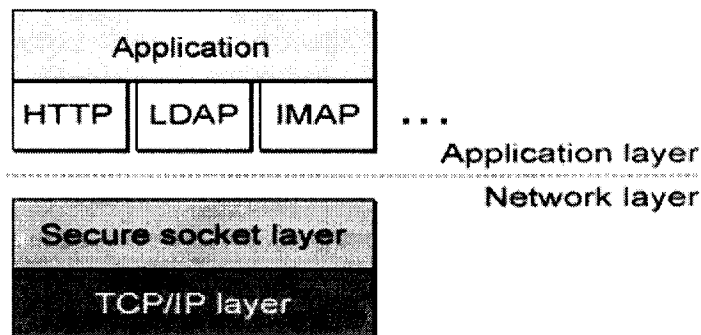 Application
HTTP LDAP IMAP ...
Application layer
Network layer
Secure socket layer
TCP/IP layer